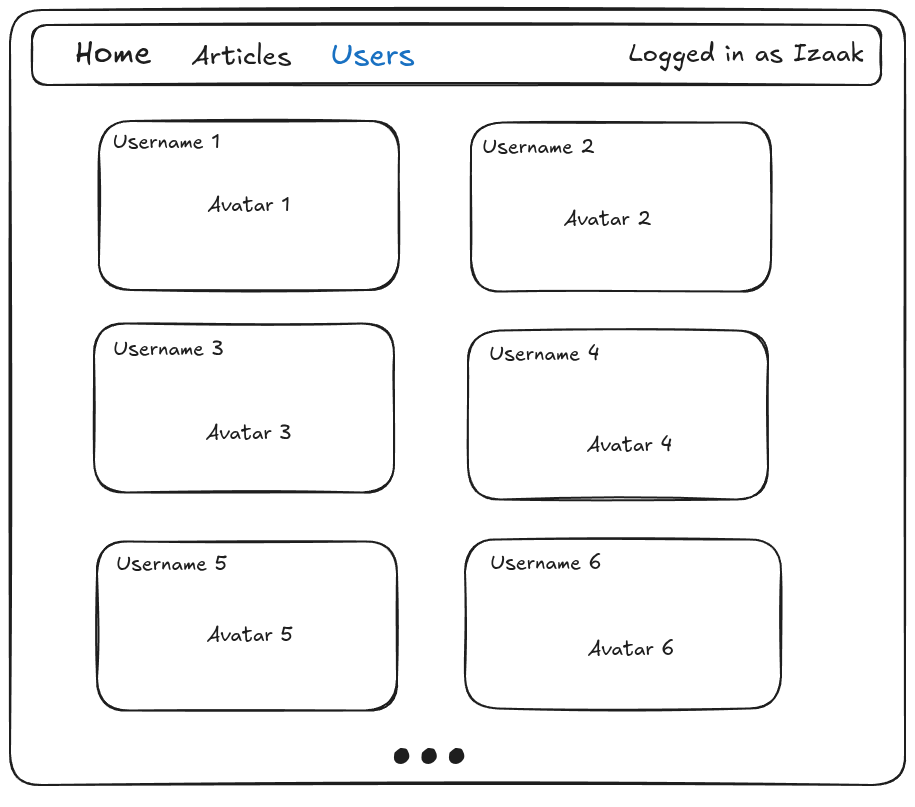 Home Articles Users Logged in as Izaak
Username 1
Avatar 1
Username 2
Avatar 2
Username 3
Avatar 3
Username 4
Avatar 4
Username 5
Avatar 5
Username 6
Avatar 6